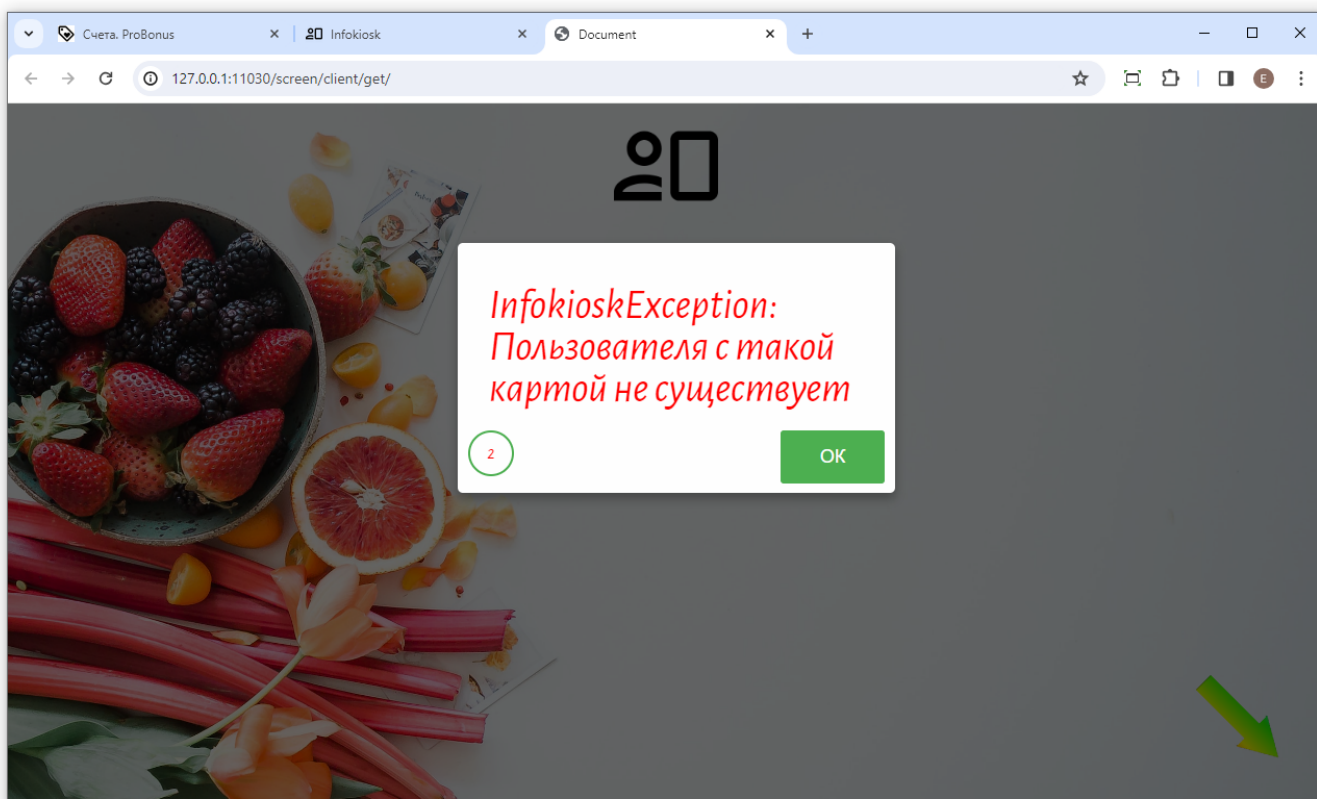 Счета. ProBonus
Infokiosk
Document
127.0.0.1:11030/screen/client/get/
E
InfokioskException:
Пользователя с такой
картой не существует
2
OK